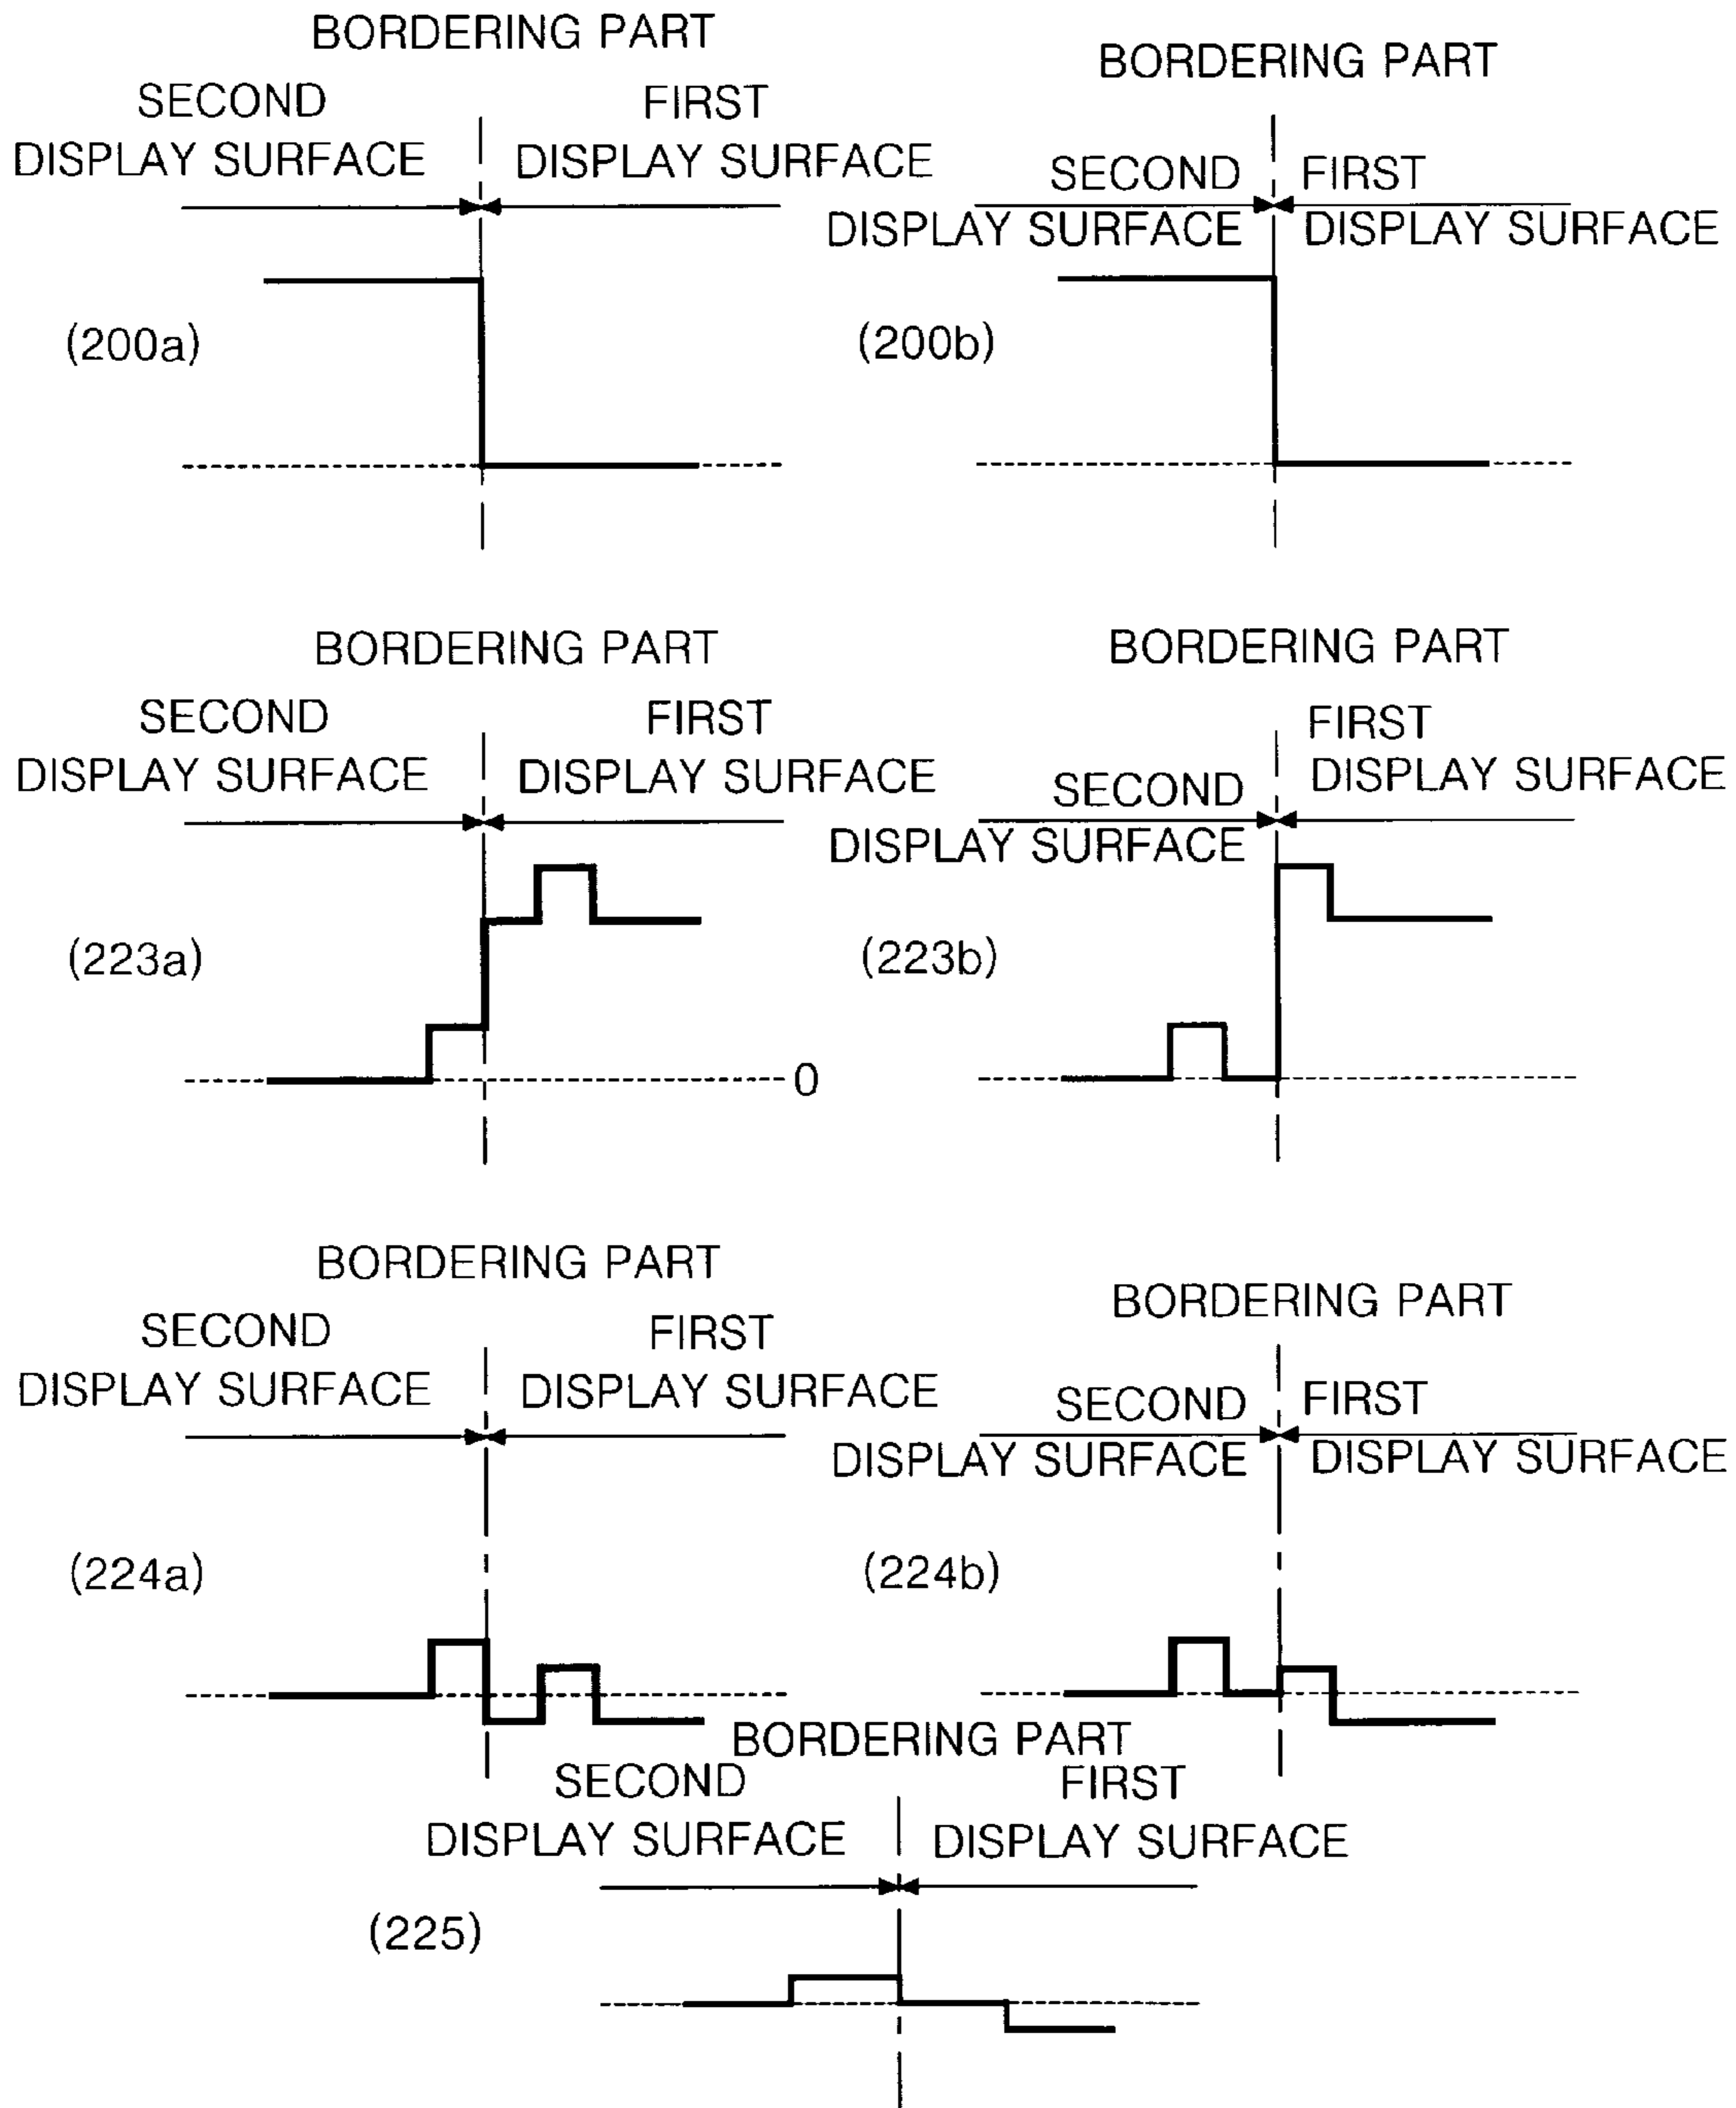 BORDERING PART
SECOND
DISPLAY SURFACE
FIRST
DISPLAY SURFACE
(200a)
BORDERING PART
SECOND
DISPLAY SURFACE
FIRST
DISPLAY SURFACE
(200b)
BORDERING PART
SECOND
DISPLAY SURFACE
FIRST
DISPLAY SURFACE
(223a)
0
BORDERING PART
SECOND
DISPLAY SURFACE
FIRST
DISPLAY SURFACE
(223b)
BORDERING PART
SECOND
DISPLAY SURFACE
FIRST
DISPLAY SURFACE
(224a)
BORDERING PART
SECOND
DISPLAY SURFACE
FIRST
DISPLAY SURFACE
(224b)
BORDERING PART
SECOND
DISPLAY SURFACE
FIRST
DISPLAY SURFACE
(225)